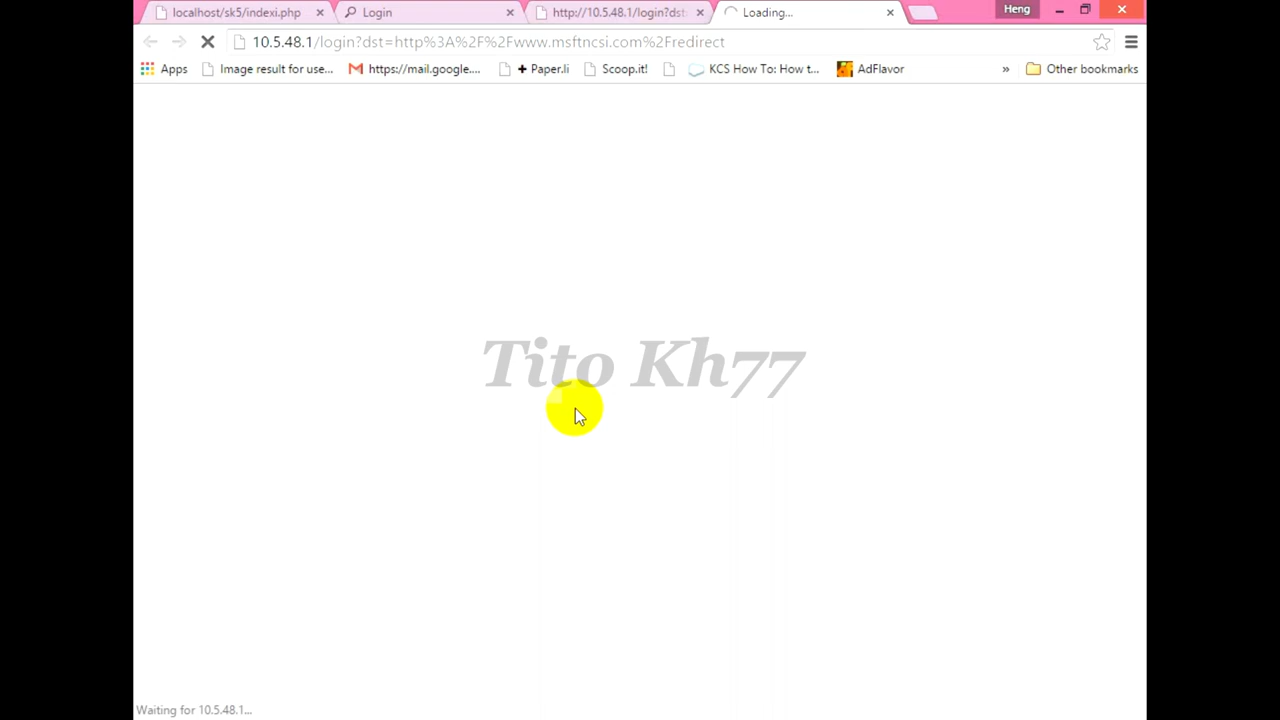 localhost/sk5/indexi.php
Login
http://10.5.48.1/login?dst:
Loading...
Heng
10.5.48.1/login?dst=http%3A%2F%2Fwww.msftncsi.com%2Fredirect
Apps
Image result for use...
https://mail.google....
+ Paper.li
Scoop.it!
KCS How To: How t...
AdFlavor
»
Other bookmarks
Tito Kh77
Waiting for 10.5.48.1...